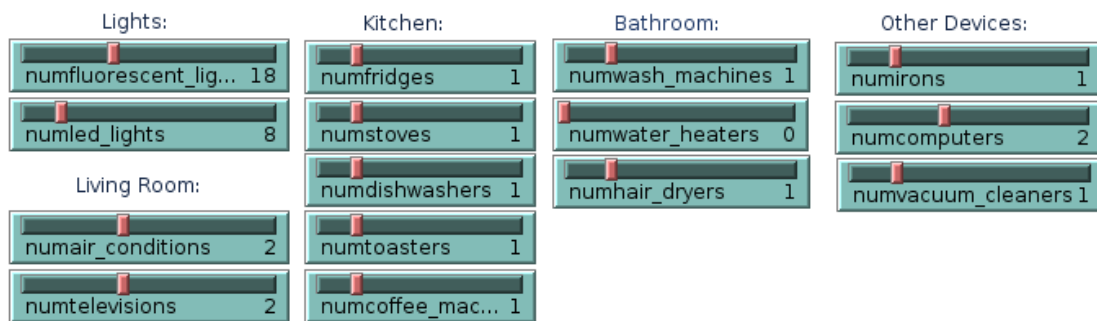 Lights:
numfluorescent_lig... 18
numled_lights 8
Living Room:
numair_conditions 2
numtelevisions 2
Kitchen:
numfridges 1
numstoves 1
numdishwashers 1
numtoasters 1
numcoffee_mac... 1
Bathroom:
numwash_machines 1
numwater_heaters 0
numhair_dryers 1
Other Devices:
numirons 1
numcomputers 2
numvacuum_cleaners 1